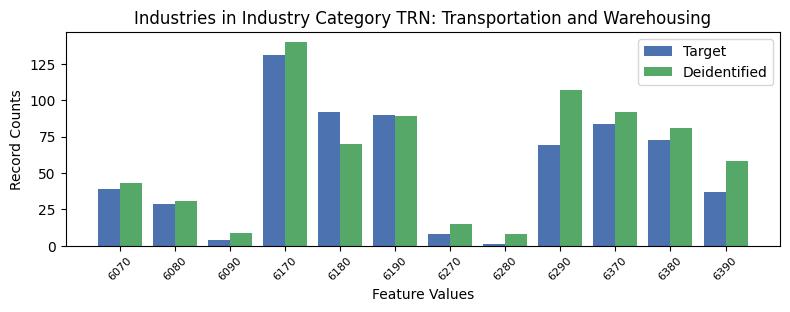 Industries in Industry Category TRN: Transportation and Warehousing
Target
Deidentified
Record Counts
125
100
75
50
25
0
6070 6080 6090 6170 6180 6190 6270 6280 6290 6370 6380 6390
Feature Values